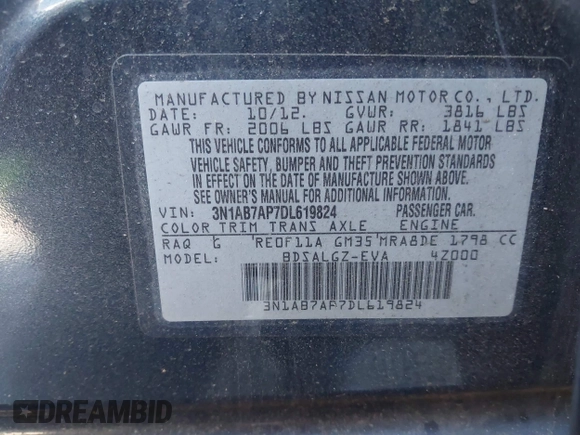 MANUFACTURED BY NISSAN MOTOR CO., LTD.
DATE: 10/12. GVWR: 3816 LBS
GAWR FR: 2006 LBS GAWR RR: 1841 LBS
THIS VEHICLE CONFORMS TO ALL APPLICABLE FEDERAL MOTOR
VEHICLE SAFETY, BUMPER AND THEFT PREVENTION STANDARDS
IN EFFECT ON THE DATE OF MANUFACTURE SHOWN ABOVE.
SEE OWNER'S MANUAL FOR ADDITIONAL INFORMATION
VIN: 3N1AB7AP7DL619824 PASSENGER CAR.
COLOR TRIM TRANS AXLE ENGINE
RAQ G RE0F11A GM35 MRA8DE 1798 CC
MODEL: BDSALGZ-EVA 4Z000
3N1AB7AP7DL619824
DREAMBID